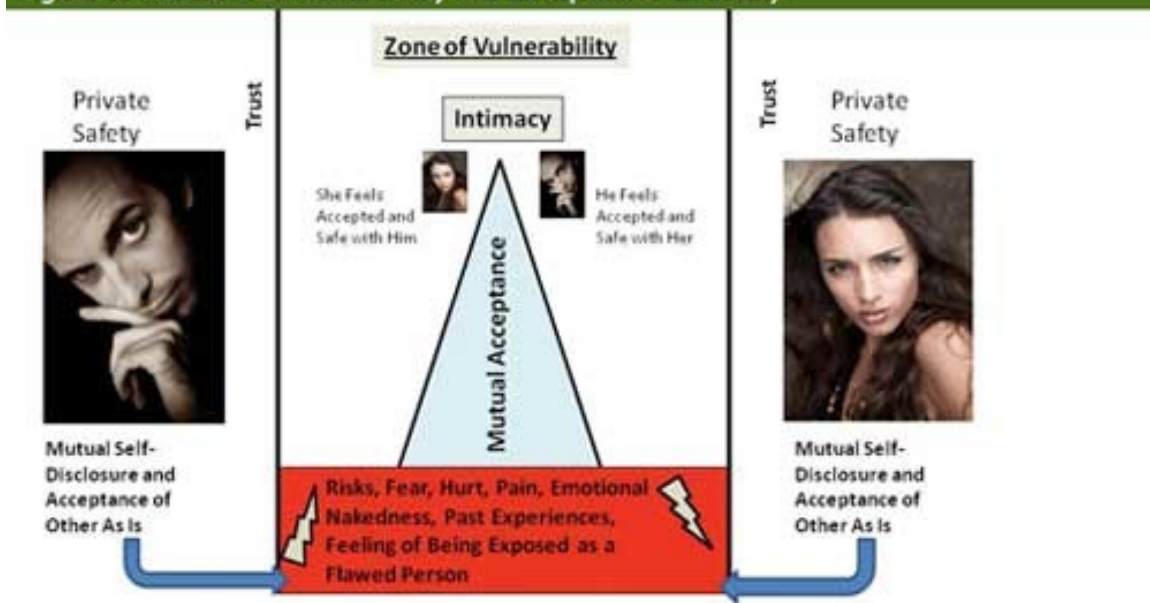 Zone of Vulnerability
Private
Safety
Trust
Intimacy
She Feels
Accepted and
Safe with Him
He Feels
Accepted and
Safe with Her
Mutual Acceptance
Trust
Private
Safety
Mutual Self-
Disclosure and
Acceptance of
Other As Is
Risks, Fear, Hurt, Pain, Emotional
Nakedness, Past Experiences,
Feeling of Being Exposed as a
Flawed Person
Mutual Self-
Disclosure and
Acceptance of
Other As Is